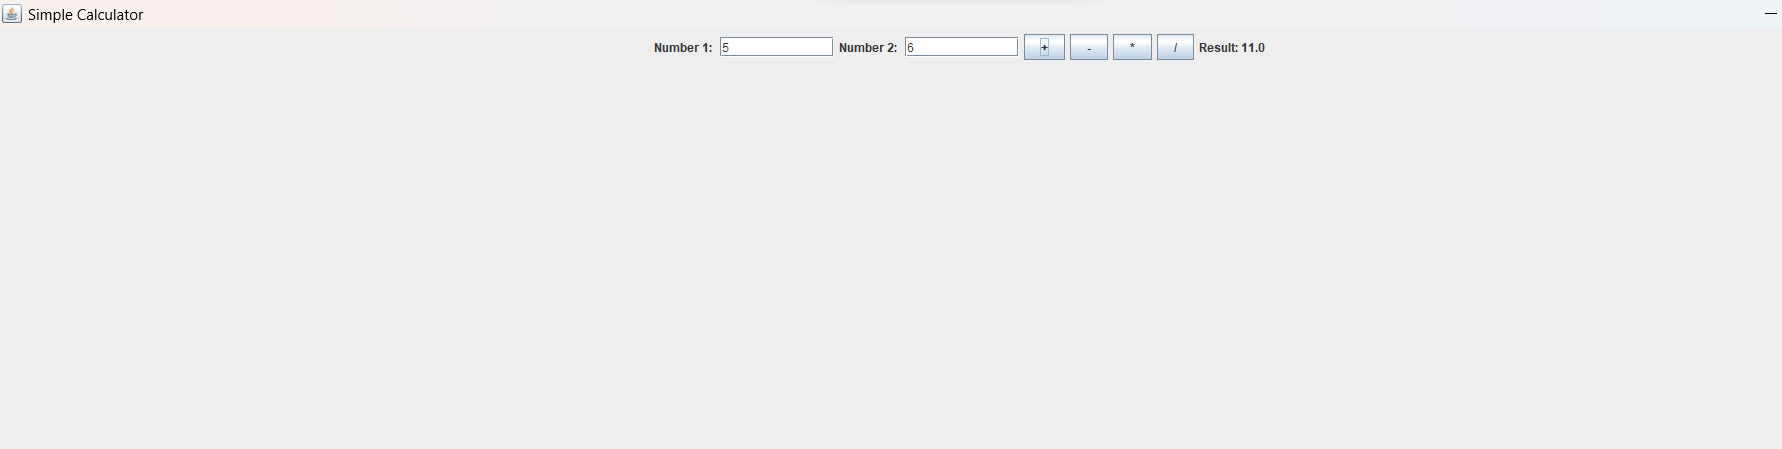 Simple Calculator
Number 1: 5 Number 2: 6 + - * / Result: 11.0